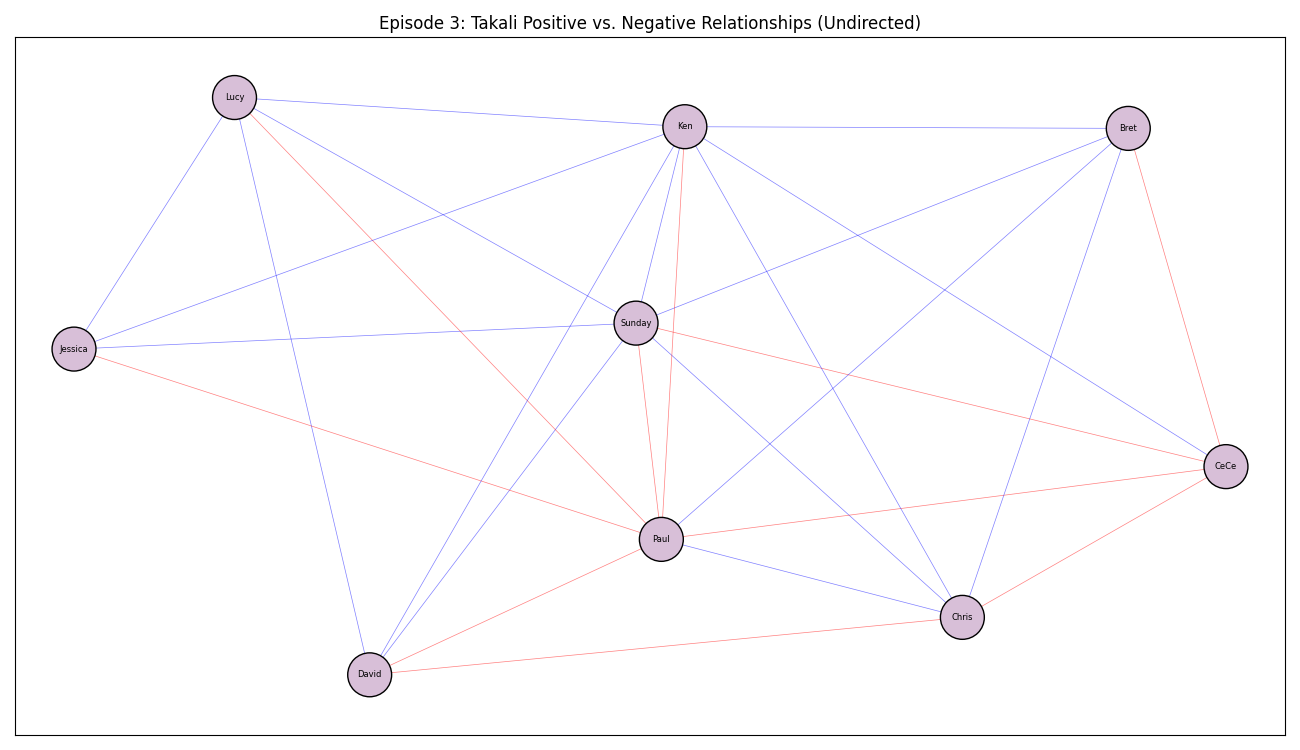 Episode 3: Takali Positive vs. Negative Relationships (Undirected)
Lucy
Ken
Bret
Sunday
Jessica
CeCe
Paul
Chris
David